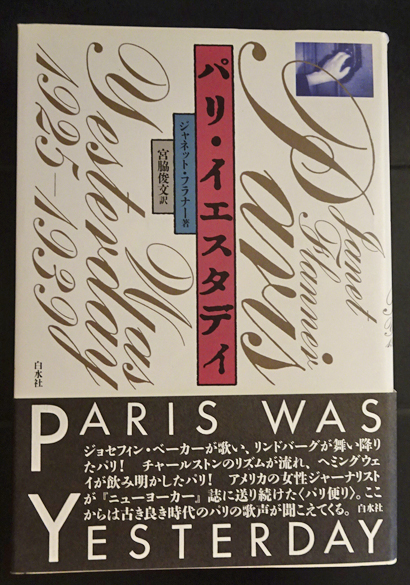 パリ・イエスタデイ
ジャネット・フラナー著
宮脇俊文訳
Paris
Was
Yesterday
1925–1939
Janet
Flanner
白水社
PARIS WAS
YESTERDAY
ジョセフィン・ベーカーが歌い、リンドバーグが舞い降り
たパリ！　チャールストンのリズムが流れ、ヘミングウェ
イが飲み明かしたパリ！　アメリカの女性ジャーナリスト
が『ニューヨーカー』誌に送り続けた〈パリ便り〉。ここ
からは古き良き時代のパリの歌声が聞こえてくる。
白水社